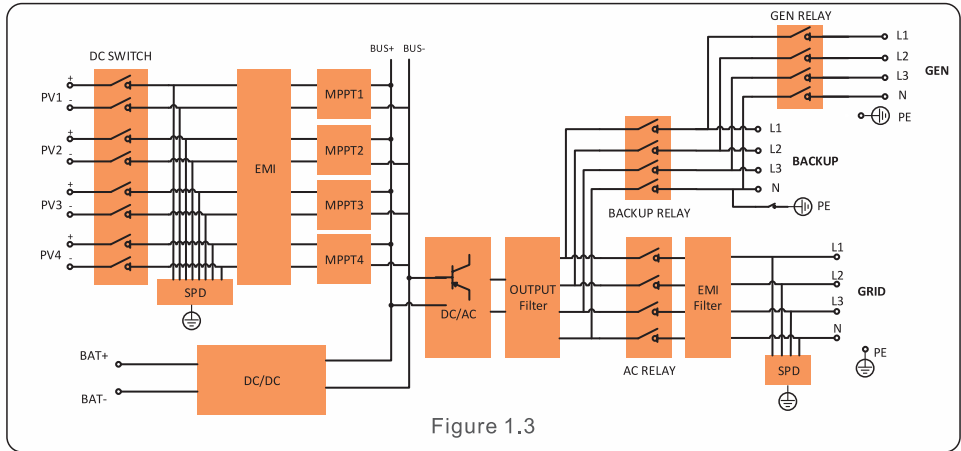 GEN RELAY
L1
L2
GEN
L3
N
PE
BUS+ BUS-
DC SWITCH
+
PV1
-
+
PV2
-
+
PV3
-
+
PV4
-
EMI
MPPT1
MPPT2
MPPT3
MPPT4
SPD
L1
L2
BACKUP
L3
N
PE
BACKUP RELAY
DC/AC
OUTPUT
Filter
EMI
Filter
AC RELAY
L1
L2
GRID
L3
N
PE
SPD
BAT+
BAT-
DC/DC
Figure 1.3